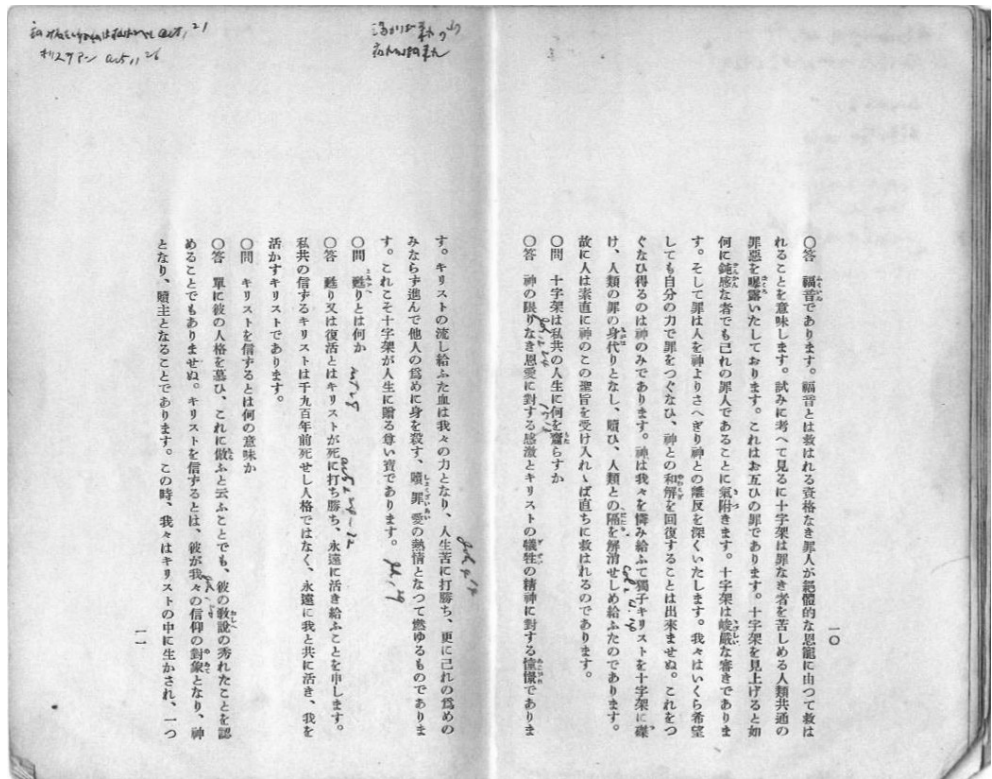 一〇
〇答　福音であります。福音とは救はれる資格なき罪人が絶體的な恩寵に由つて救は
れることを意味します。試みに考へて見るに十字架は罪なき者を苦しめる人類共通の
罪惡を曝露いたしております。これはお互ひの罪であります。十字架を見上げると如
何に鈍感な者でも己れの罪人であることに氣附きます。十字架は峻嚴な審きでありま
す。そして罪は人を神よりさへぎり神との離反を深くいたします。我々はいくら希望
しても自分の力で罪をつぐなひ、神との和解を回復することは出來ませぬ。これをつ
ぐなひ得るのは神のみであります。神は我々を憐み給ふて獨子キリストを十字架に磔
け、人類の罪の身代りとなし、贖ひ、人類との隔を解消せしめ給ふたのであります。
故に人は素直に神のこの聖旨を受け入れゝば直ちに救はれるのであります。
〇問　十字架は私共の人生に何を齎らすか
〇答　神の限りなき恩愛に對する感激とキリストの犠牲の精神に對する憧憬でありま
す。キリストの流し給ふた血は我々の力となり、人生苦に打勝ち、更に己れの爲めの
みならず進んで他人の爲めに身を殺す、贖罪愛の熱情となつて燃ゆるものでありま
す。これこそ十字架が人生に贈る尊い寶であります。
〇問　甦りとは何か
〇答　甦り又は復活とはキリストが死に打ち勝ち、永遠に活き給ふことを申します。
私共の信ずるキリストは千九百年前死せし人格ではなく、永遠に我と共に活き、我を
活かすキリストであります。
〇問　キリストを信ずるとは何の意味か
〇答　單に彼の人格を慕ひ、これに倣ふと云ふことでも、彼の敎說の秀れたことを認
めることでもありませぬ。キリストを信ずるとは、彼が我々の信仰の對象となり、神
となり、贖主となることであります。この時、我々はキリストの中に生かされ、一つ
一一